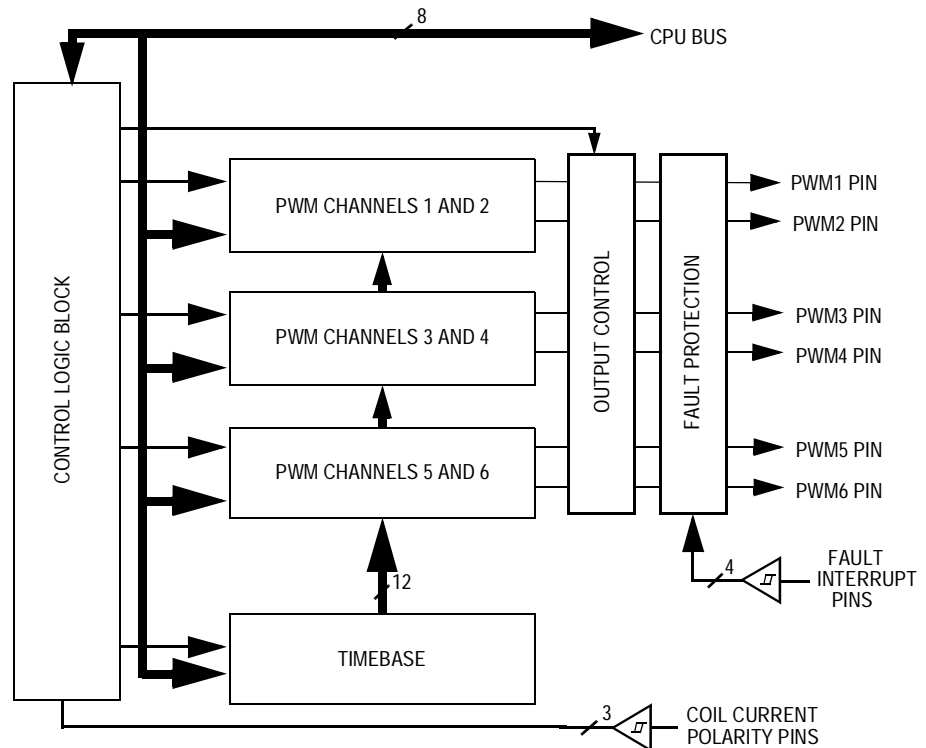 8
CPU BUS
CONTROL LOGIC BLOCK
PWM CHANNELS 1 AND 2
PWM CHANNELS 3 AND 4
PWM CHANNELS 5 AND 6
12
TIMEBASE
OUTPUT CONTROL
FAULT PROTECTION
PWM1 PIN
PWM2 PIN
PWM3 PIN
PWM4 PIN
PWM5 PIN
PWM6 PIN
4
FAULT
INTERRUPT
PINS
3
COIL CURRENT
POLARITY PINS